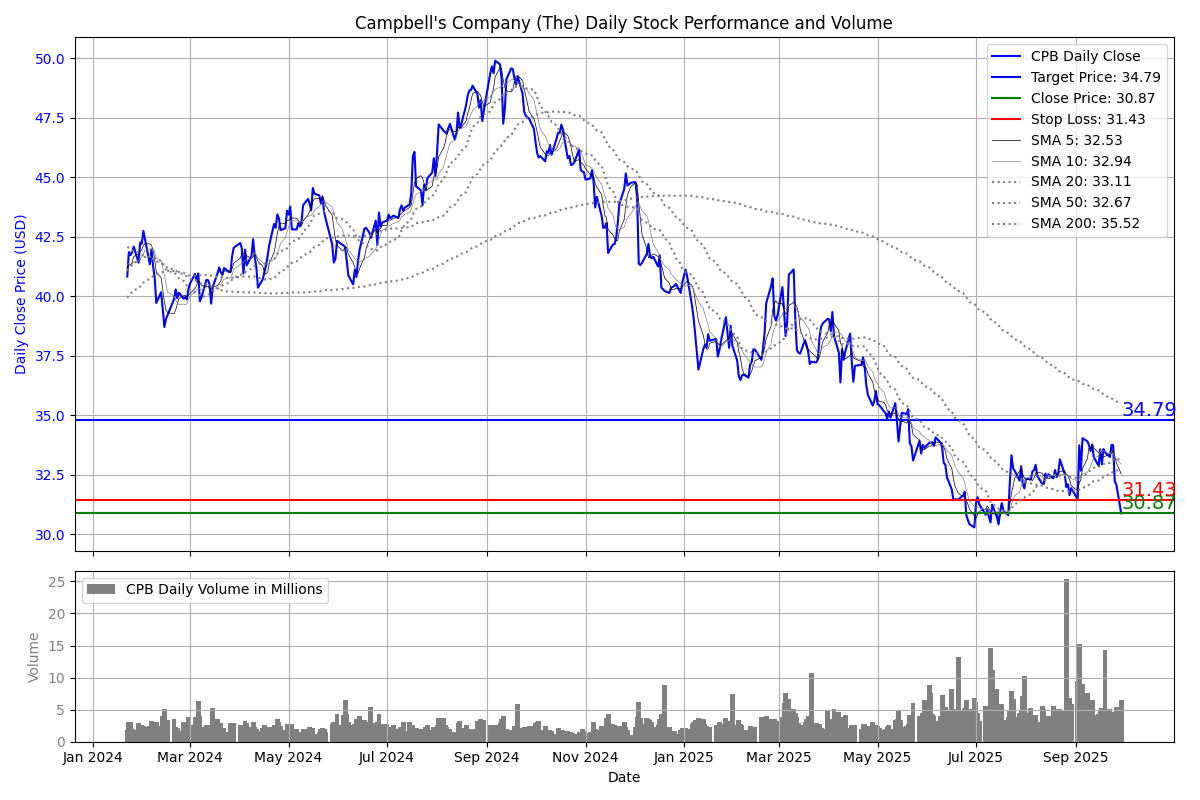 Campbell's Company (The) Daily Stock Performance and Volume
Daily Close Price (USD)
50.0
47.5
45.0
42.5
40.0
37.5
35.0
32.5
30.0
CPB Daily Close
Target Price: 34.79
Close Price: 30.87
Stop Loss: 31.43
SMA 5: 32.53
SMA 10: 32.94
SMA 20: 33.11
SMA 50: 32.67
SMA 200: 35.52
34.79
31.43
30.87
Volume
25
20
15
10
5
0
CPB Daily Volume in Millions
Jan 2024
Mar 2024
May 2024
Jul 2024
Sep 2024
Nov 2024
Jan 2025
Mar 2025
May 2025
Jul 2025
Sep 2025
Date